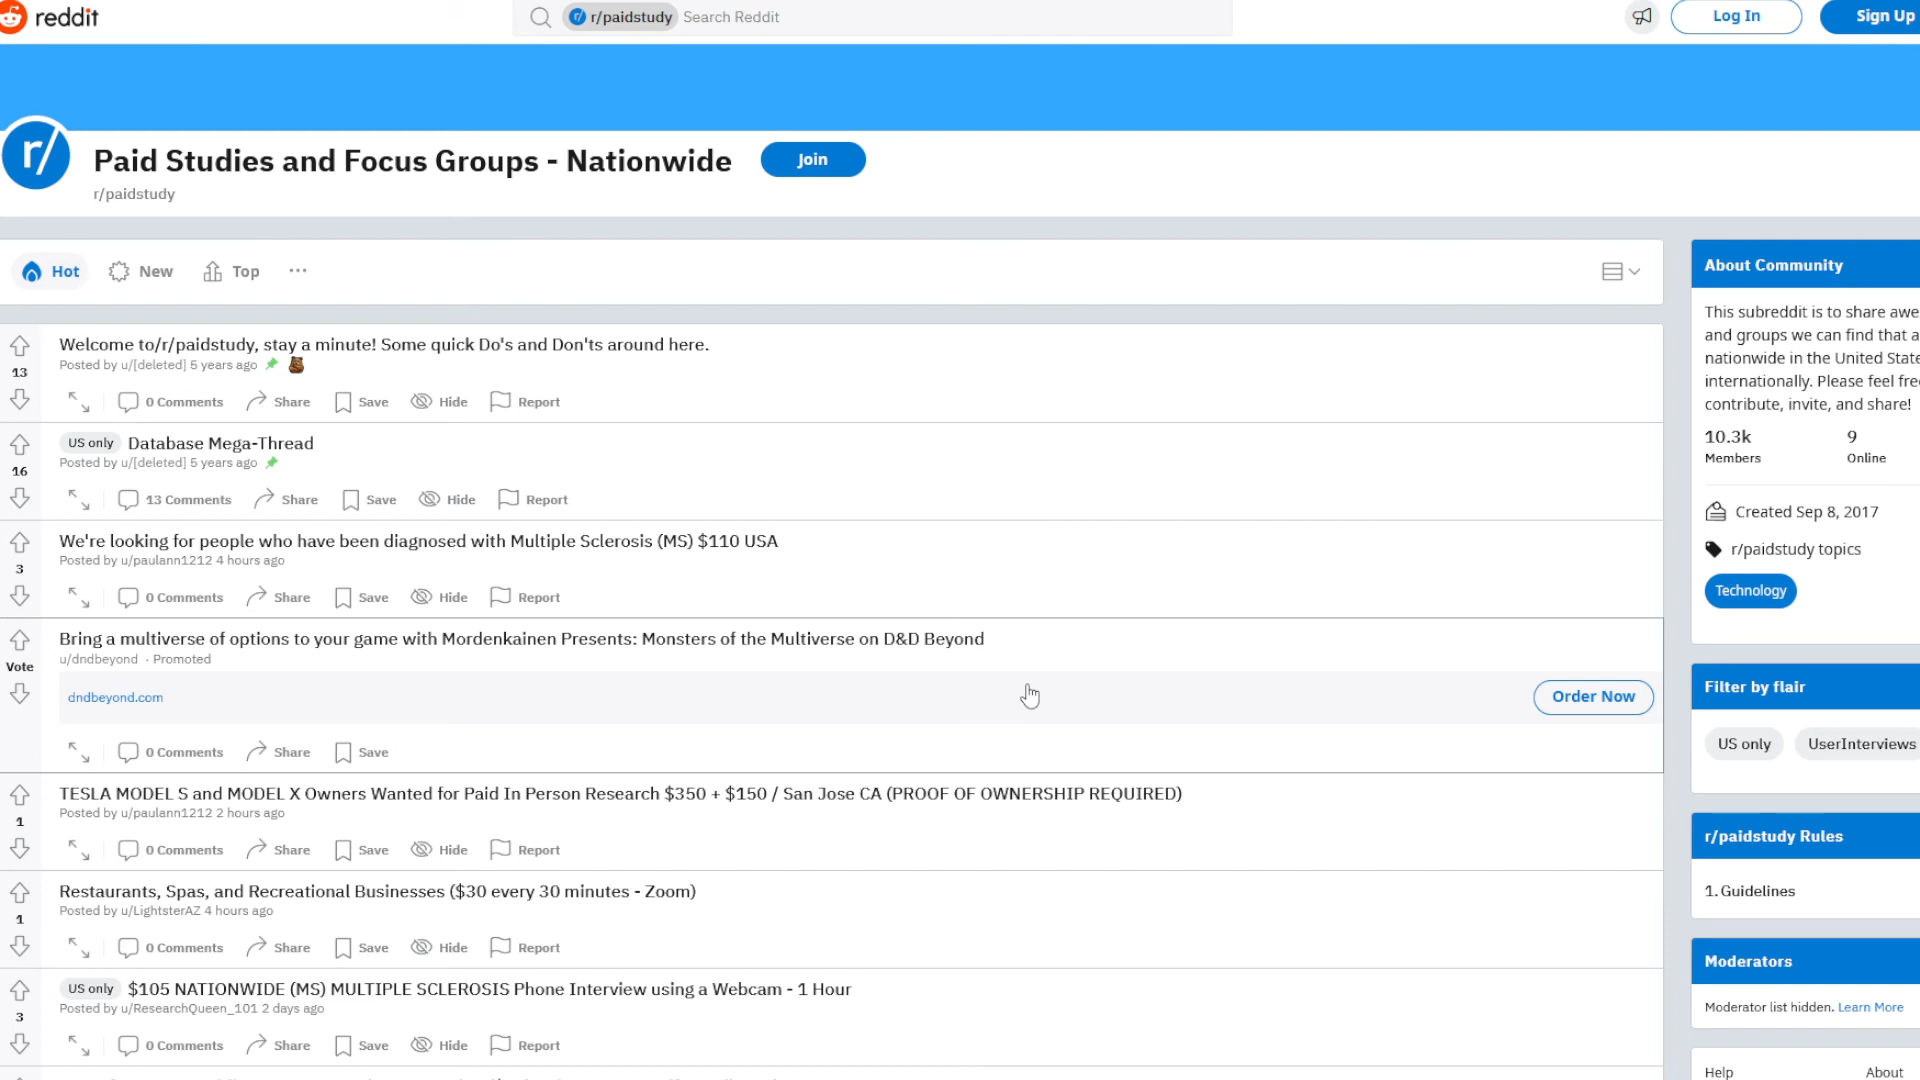 reddit
r/paidstudy Search Reddit
Log In
Sign Up
r/
Paid Studies and Focus Groups - Nationwide
Join
r/paidstudy
Hot New Top ...
Welcome to/r/paidstudy, stay a minute! Some quick Do's and Don'ts around here.
Posted by u/[deleted] 5 years ago
13
0 Comments Share Save Hide Report
US only Database Mega-Thread
Posted by u/[deleted] 5 years ago
16
13 Comments Share Save Hide Report
We're looking for people who have been diagnosed with Multiple Sclerosis (MS) $110 USA
Posted by u/paulann1212 4 hours ago
3
0 Comments Share Save Hide Report
Bring a multiverse of options to your game with Mordenkainen Presents: Monsters of the Multiverse on D&D Beyond
u/dndbeyond · Promoted
Vote
dndbeyond.com
Order Now
0 Comments Share Save
TESLA MODEL S and MODEL X Owners Wanted for Paid In Person Research $350 + $150 / San Jose CA (PROOF OF OWNERSHIP REQUIRED)
Posted by u/paulann1212 2 hours ago
1
0 Comments Share Save Hide Report
Restaurants, Spas, and Recreational Businesses ($30 every 30 minutes - Zoom)
Posted by u/LightsterAZ 4 hours ago
1
0 Comments Share Save Hide Report
US only $105 NATIONWIDE (MS) MULTIPLE SCLEROSIS Phone Interview using a Webcam - 1 Hour
Posted by u/ResearchQueen_101 2 days ago
3
0 Comments Share Save Hide Report
About Community
This subreddit is to share awe
and groups we can find that a
nationwide in the United State
internationally. Please feel fre
contribute, invite, and share!
10.3k 9
Members Online
Created Sep 8, 2017
r/paidstudy topics
Technology
Filter by flair
US only UserInterviews
r/paidstudy Rules
1. Guidelines
Moderators
Moderator list hidden. Learn More
Help About